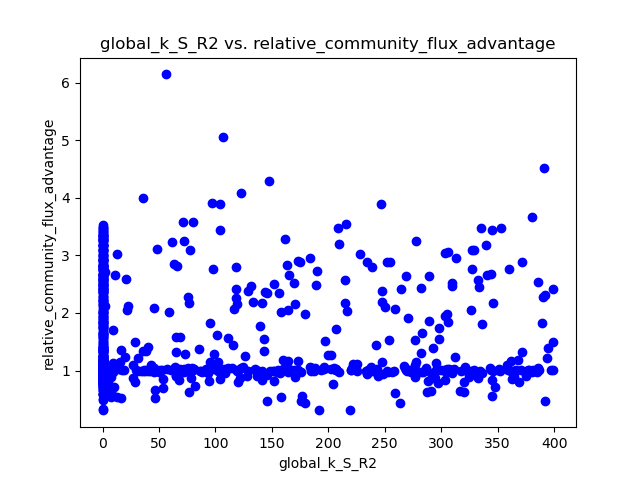 global_k_S_R2 vs. relative_community_flux_advantage
relative_community_flux_advantage
6
5
4
3
2
1
0 50 100 150 200 250 300 350 400
global_k_S_R2